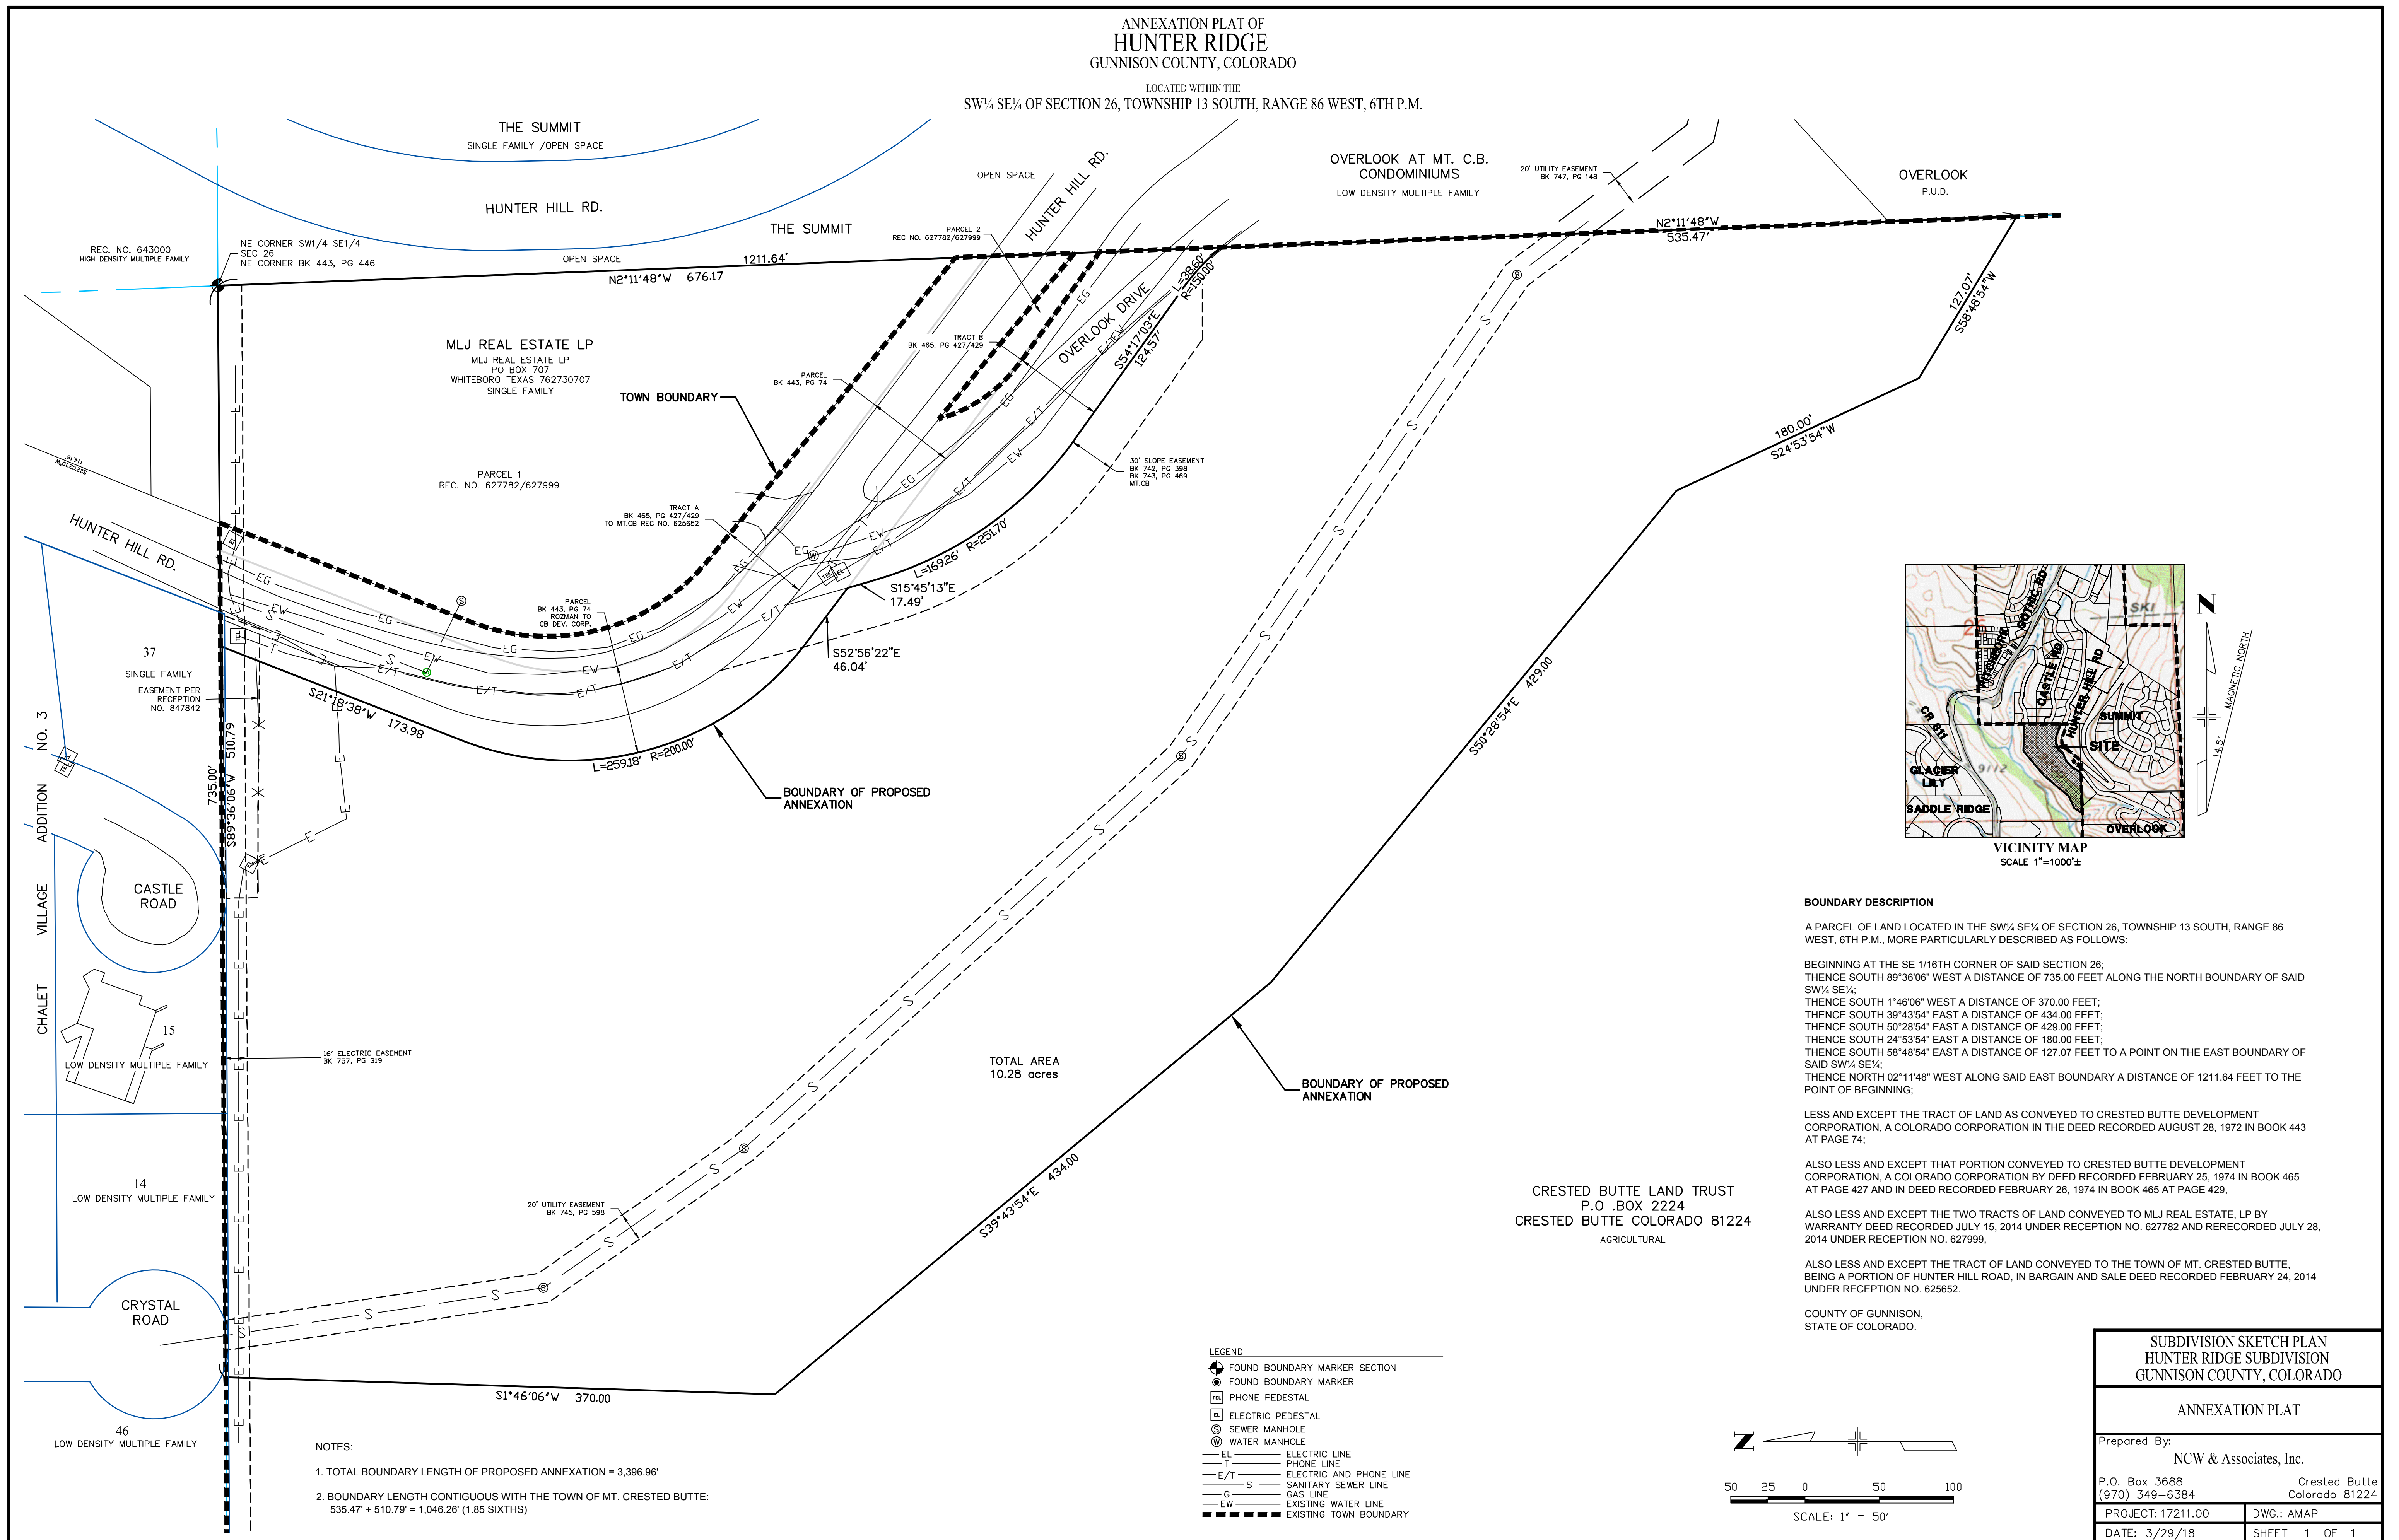 ANNEXATION PLAT OF
HUNTER RIDGE
GUNNISON COUNTY, COLORADO
LOCATED WITHIN THE
SW¼ SE¼ OF SECTION 26, TOWNSHIP 13 SOUTH, RANGE 86 WEST, 6TH P.M.
THE SUMMIT
SINGLE FAMILY /OPEN SPACE
HUNTER HILL RD.
THE SUMMIT
OPEN SPACE
OPEN SPACE
HUNTER HILL RD.
OVERLOOK AT MT. C.B.
CONDOMINIUMS
LOW DENSITY MULTIPLE FAMILY
20' UTILITY EASEMENT
BK 747, PG 148
OVERLOOK
P.U.D.
REC. NO. 643000
HIGH DENSITY MULTIPLE FAMILY
NE CORNER SW1/4 SE1/4
SEC 26
NE CORNER BK 443, PG 446
PARCEL 2
REC NO. 627782/627999
1211.64'
N2°11'48"W 676.17
N2°11'48"W
535.47'
127.07'
S58°48'54"W
L=38.60'
R=150.00'
OVERLOOK DRIVE
S54°17'03"E
124.57'
MLJ REAL ESTATE LP
MLJ REAL ESTATE LP
PO BOX 707
WHITEBORO TEXAS 762730707
SINGLE FAMILY
TRACT B
BK 465, PG 427/429
PARCEL
BK 443, PG 74
TOWN BOUNDARY
180.00'
S24°53'54"W
30' SLOPE EASEMENT
BK 742, PG 398
BK 743, PG 469
MT.CB
S22°02'10"W
114.16'
PARCEL 1
REC. NO. 627782/627999
TRACT A
BK 465, PG 427/429
TO MT.CB REC NO. 625652
HUNTER HILL RD.
L=169.26' R=251.70'
S15°45'13"E
17.49'
PARCEL
BK 443, PG 74
ROZMAN TO
CB DEV. CORP.
S52°56'22"E
46.04'
37
SINGLE FAMILY
EASEMENT PER
RECEPTION
NO. 847842
S21°18'38"W 173.98
L=259.18' R=200.00'
S50°28'54"E 429.00
735.00'
S89°36'06"W 510.79
BOUNDARY OF PROPOSED
ANNEXATION
CHALET VILLAGE ADDITION NO. 3
CASTLE
ROAD
15
LOW DENSITY MULTIPLE FAMILY
16' ELECTRIC EASEMENT
BK 757, PG 319
TOTAL AREA
10.28 acres
BOUNDARY OF PROPOSED
ANNEXATION
14
LOW DENSITY MULTIPLE FAMILY
20' UTILITY EASEMENT
BK 745, PG 598
S39°43'54"E 434.00
CRESTED BUTTE LAND TRUST
P.O .BOX 2224
CRESTED BUTTE COLORADO 81224
AGRICULTURAL
CRYSTAL
ROAD
S1°46'06"W 370.00
46
LOW DENSITY MULTIPLE FAMILY
NOTES:
1. TOTAL BOUNDARY LENGTH OF PROPOSED ANNEXATION = 3,396.96'
2. BOUNDARY LENGTH CONTIGUOUS WITH THE TOWN OF MT. CRESTED BUTTE:
535.47' + 510.79' = 1,046.26' (1.85 SIXTHS)
LEGEND
FOUND BOUNDARY MARKER SECTION
FOUND BOUNDARY MARKER
TEL PHONE PEDESTAL
EL ELECTRIC PEDESTAL
S SEWER MANHOLE
W WATER MANHOLE
EL ELECTRIC LINE
T PHONE LINE
E/T ELECTRIC AND PHONE LINE
S SANITARY SEWER LINE
G GAS LINE
EW EXISTING WATER LINE
EXISTING TOWN BOUNDARY
N
50 25 0 50 100
SCALE: 1" = 50'
26
SKI
PITCHFORK
GOTHIC RD
CASTLE RD
HUNTER HILL RD
SUMMIT
CR 811
SITE
GLACIER
LILY
9112
9200
SADDLE RIDGE
OVERLOOK
N
MAGNETIC NORTH
14.5°
VICINITY MAP
SCALE 1"=1000'±
BOUNDARY DESCRIPTION
A PARCEL OF LAND LOCATED IN THE SW¼ SE¼ OF SECTION 26, TOWNSHIP 13 SOUTH, RANGE 86
WEST, 6TH P.M., MORE PARTICULARLY DESCRIBED AS FOLLOWS:
BEGINNING AT THE SE 1/16TH CORNER OF SAID SECTION 26;
THENCE SOUTH 89°36'06" WEST A DISTANCE OF 735.00 FEET ALONG THE NORTH BOUNDARY OF SAID
SW¼ SE¼;
THENCE SOUTH 1°46'06" WEST A DISTANCE OF 370.00 FEET;
THENCE SOUTH 39°43'54" EAST A DISTANCE OF 434.00 FEET;
THENCE SOUTH 50°28'54" EAST A DISTANCE OF 429.00 FEET;
THENCE SOUTH 24°53'54" EAST A DISTANCE OF 180.00 FEET;
THENCE SOUTH 58°48'54" EAST A DISTANCE OF 127.07 FEET TO A POINT ON THE EAST BOUNDARY OF
SAID SW¼ SE¼;
THENCE NORTH 02°11'48" WEST ALONG SAID EAST BOUNDARY A DISTANCE OF 1211.64 FEET TO THE
POINT OF BEGINNING;
LESS AND EXCEPT THE TRACT OF LAND AS CONVEYED TO CRESTED BUTTE DEVELOPMENT
CORPORATION, A COLORADO CORPORATION IN THE DEED RECORDED AUGUST 28, 1972 IN BOOK 443
AT PAGE 74;
ALSO LESS AND EXCEPT THAT PORTION CONVEYED TO CRESTED BUTTE DEVELOPMENT
CORPORATION, A COLORADO CORPORATION BY DEED RECORDED FEBRUARY 25, 1974 IN BOOK 465
AT PAGE 427 AND IN DEED RECORDED FEBRUARY 26, 1974 IN BOOK 465 AT PAGE 429,
ALSO LESS AND EXCEPT THE TWO TRACTS OF LAND CONVEYED TO MLJ REAL ESTATE, LP BY
WARRANTY DEED RECORDED JULY 15, 2014 UNDER RECEPTION NO. 627782 AND RERECORDED JULY 28,
2014 UNDER RECEPTION NO. 627999,
ALSO LESS AND EXCEPT THE TRACT OF LAND CONVEYED TO THE TOWN OF MT. CRESTED BUTTE,
BEING A PORTION OF HUNTER HILL ROAD, IN BARGAIN AND SALE DEED RECORDED FEBRUARY 24, 2014
UNDER RECEPTION NO. 625652.
COUNTY OF GUNNISON,
STATE OF COLORADO.
SUBDIVISION SKETCH PLAN
HUNTER RIDGE SUBDIVISION
GUNNISON COUNTY, COLORADO
ANNEXATION PLAT
Prepared By:
NCW & Associates, Inc.
P.O. Box 3688 Crested Butte
(970) 349-6384 Colorado 81224
PROJECT: 17211.00 DWG.: AMAP
DATE: 3/29/18 SHEET 1 OF 1